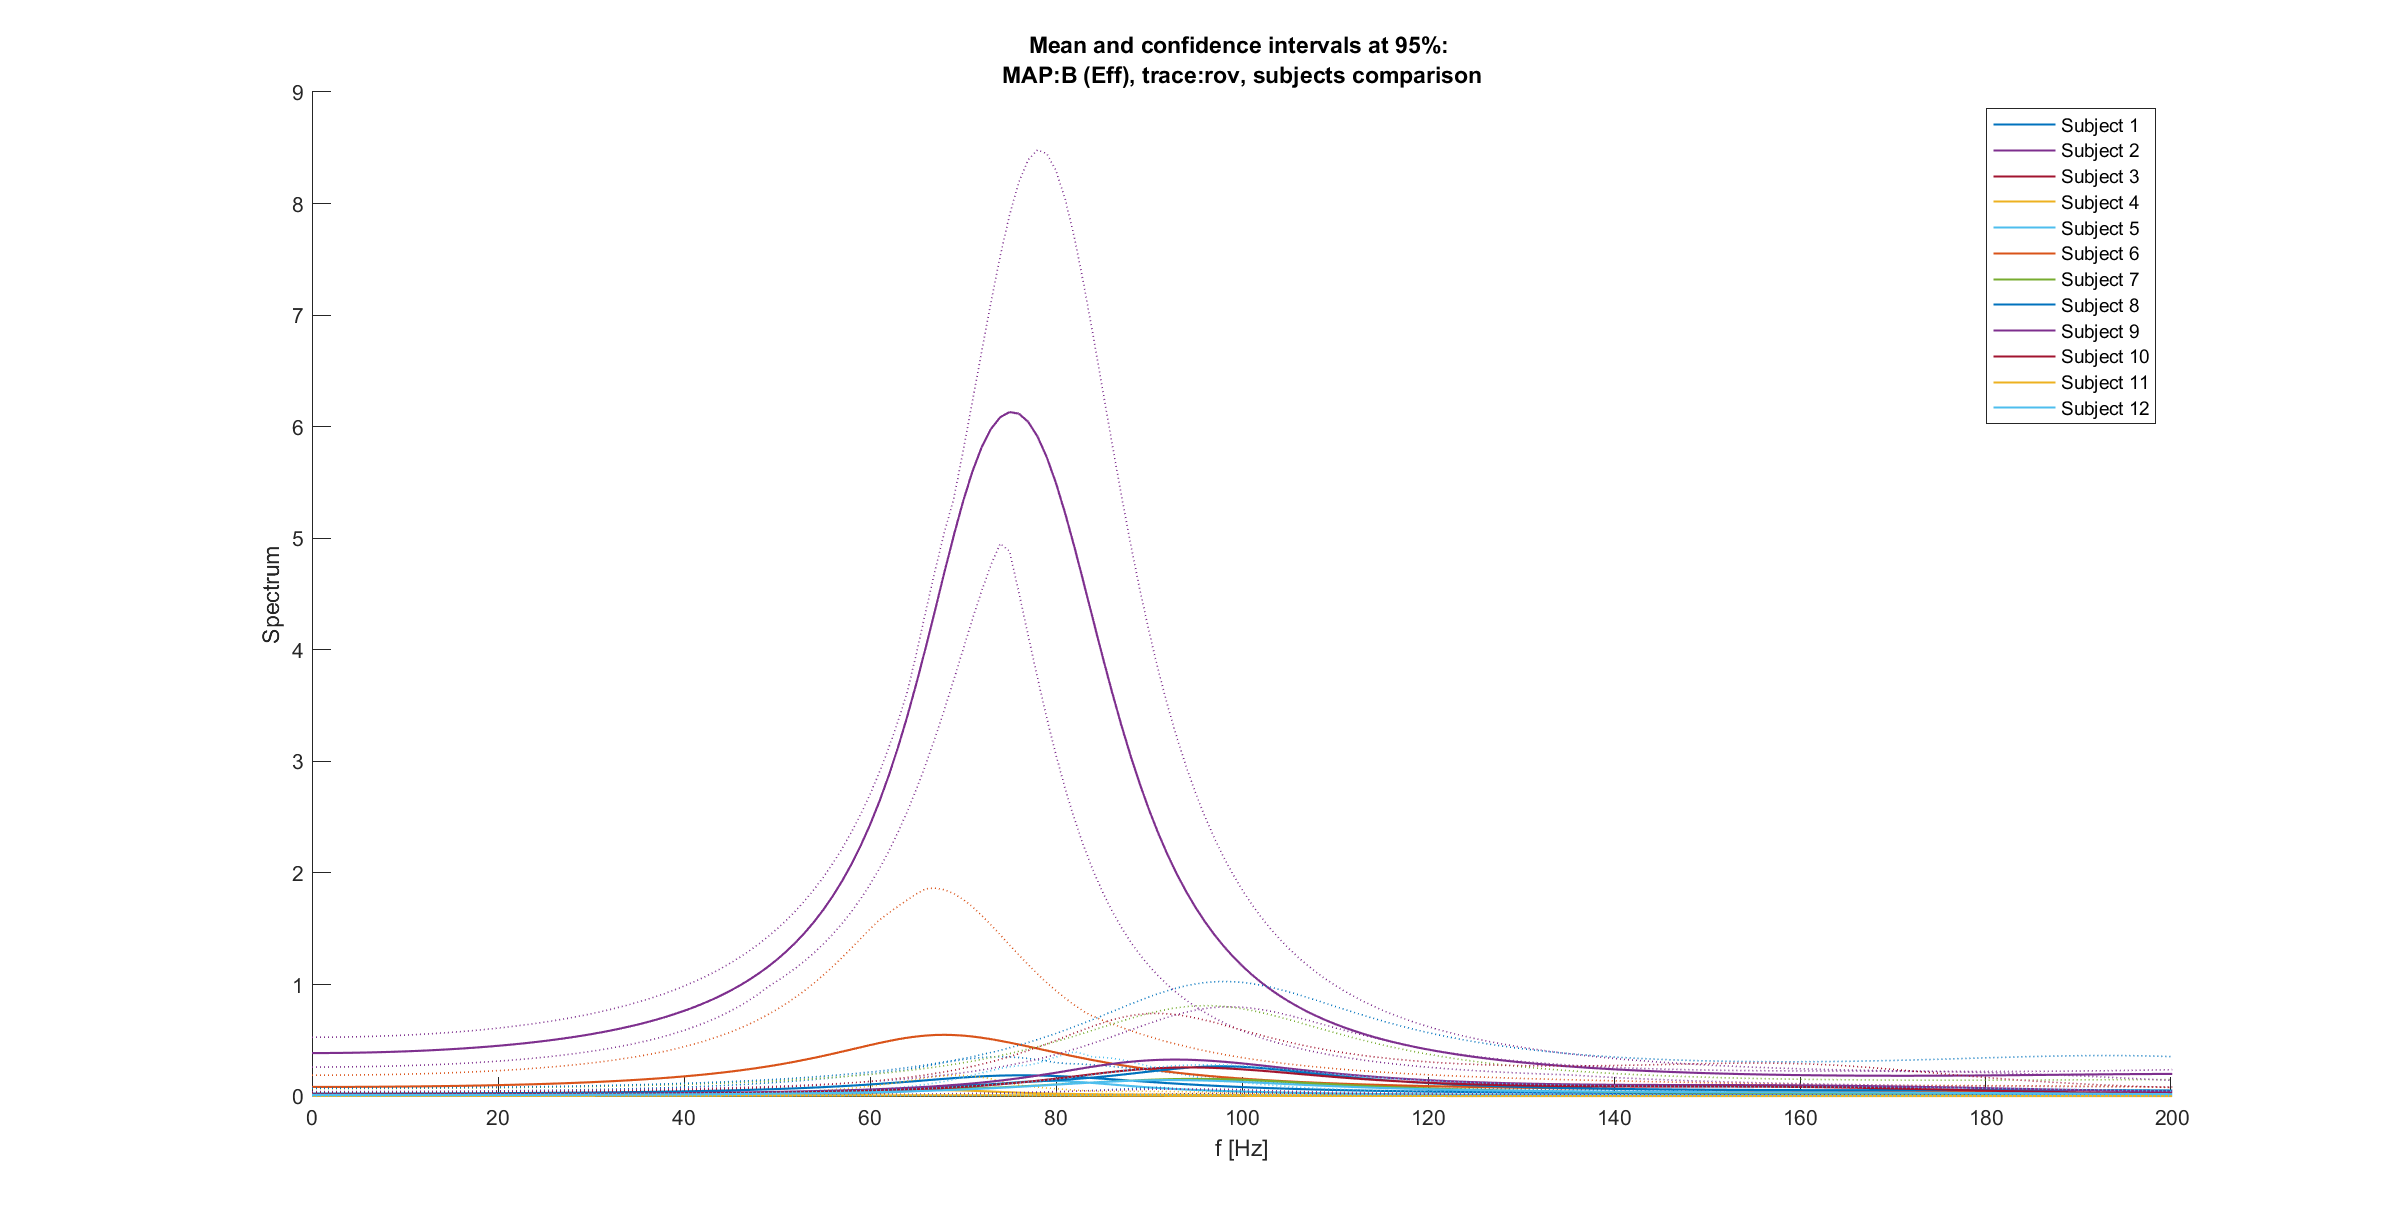 Mean and confidence intervals at 95%:
MAP:B (Eff), trace:rov, subjects comparison
9
8
7
6
5
4
3
2
1
0
Spectrum
0 20 40 60 80 100 120 140 160 180 200
f [Hz]
Subject 1
Subject 2
Subject 3
Subject 4
Subject 5
Subject 6
Subject 7
Subject 8
Subject 9
Subject 10
Subject 11
Subject 12